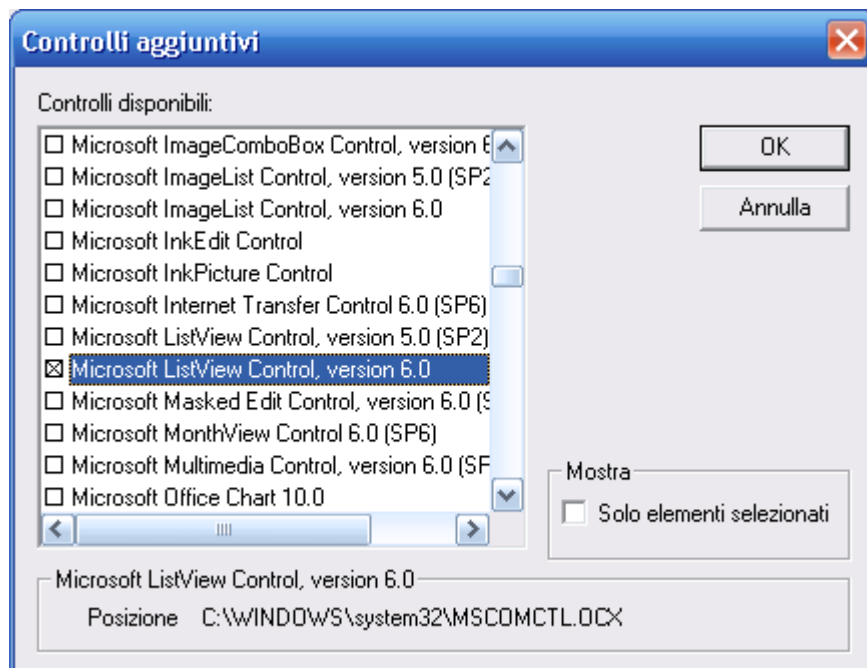 Controlli aggiuntivi
Controlli disponibili:
Microsoft ImageComboBox Control, version 6
Microsoft ImageList Control, version 5.0 (SP2
Microsoft ImageList Control, version 6.0
Microsoft InkEdit Control
Microsoft InkPicture Control
Microsoft Internet Transfer Control 6.0 (SP6)
Microsoft ListView Control, version 5.0 (SP2)
Microsoft ListView Control, version 6.0
Microsoft Masked Edit Control, version 6.0 (S
Microsoft MonthView Control 6.0 (SP6)
Microsoft Multimedia Control, version 6.0 (SP
Microsoft Office Chart 10.0
OK
Annulla
Mostra
Solo elementi selezionati
Microsoft ListView Control, version 6.0
Posizione C:\WINDOWS\system32\MSCOMCTL.OCX